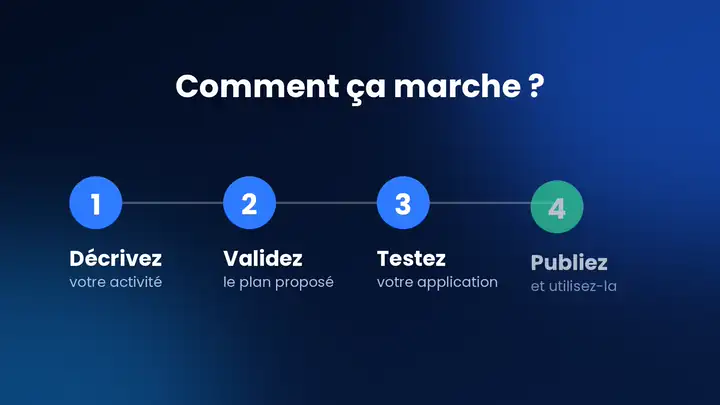 Comment ça marche ?
1
2
3
4
Décrivez
votre activité
Validez
le plan proposé
Testez
votre application
Publiez
et utilisez-la